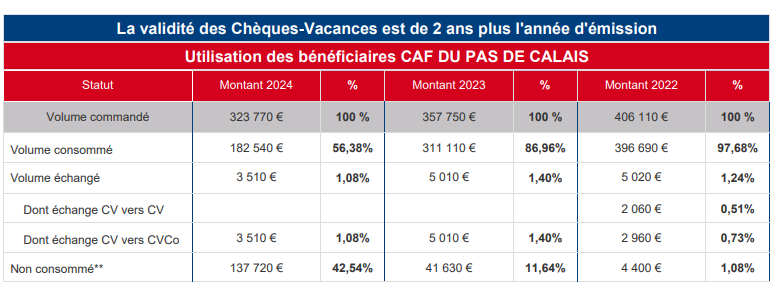 La validité des Chèques-Vacances est de 2 ans plus l'année d'émission
Utilisation des bénéficiaires CAF DU PAS DE CALAIS
Statut Montant 2024 % Montant 2023 % Montant 2022 %
Volume commandé 323 770 € 100 % 357 750 € 100 % 406 110 € 100 %
Volume consommé 182 540 € 56,38% 311 110 € 86,96% 396 690 € 97,68%
Volume échangé 3 510 € 1,08% 5 010 € 1,40% 5 020 € 1,24%
Dont échange CV vers CV 2 060 € 0,51%
Dont échange CV vers CVCo 3 510 € 1,08% 5 010 € 1,40% 2 960 € 0,73%
Non consommé** 137 720 € 42,54% 41 630 € 11,64% 4 400 € 1,08%